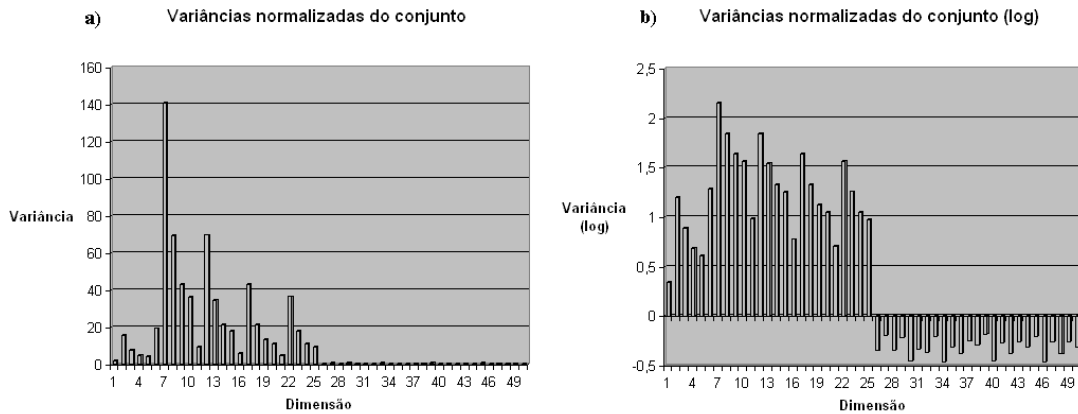 a)
Variâncias normalizadas do conjunto
160
140
120
100
80
60
40
20
0
Variância
1 4 7 10 13 16 19 22 25 28 31 34 37 40 43 46 49
Dimensão
b)
Variâncias normalizadas do conjunto (log)
2,5
2
1,5
1
0,5
0
-0,5
Variância
(log)
1 4 7 10 13 16 19 22 25 28 31 34 37 40 43 46 49
Dimensão